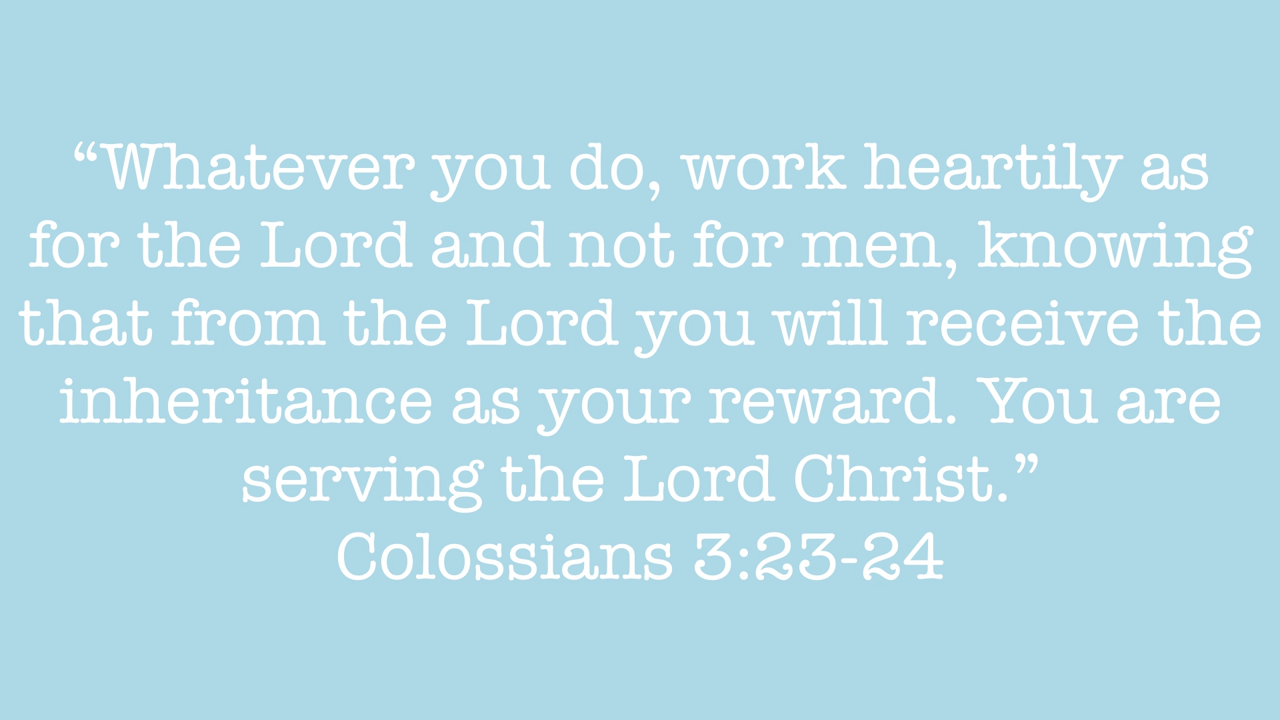 “Whatever you do, work heartily as
for the Lord and not for men, knowing
that from the Lord you will receive the
inheritance as your reward. You are
serving the Lord Christ.”
Colossians 3:23-24